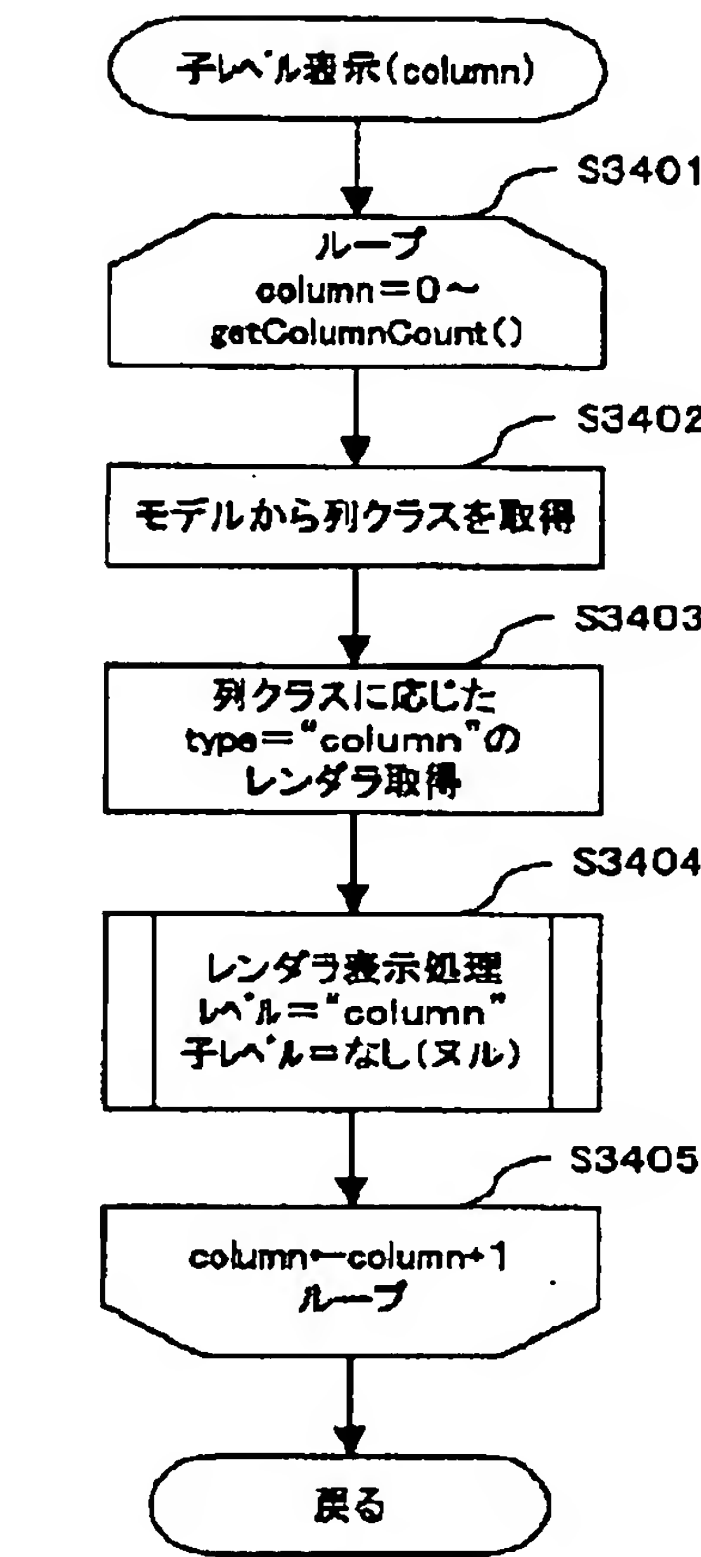 子レベル表示(column)
S3401
ループ
column=0~
getColumnCount()
S3402
モデルから列クラスを取得
S3403
列クラスに応じた
type="column"の
レンダラ取得
S3404
レンダラ表示処理
レベル="column"
子レベル=なし(ヌル)
S3405
column←column+1
ループ
戻る